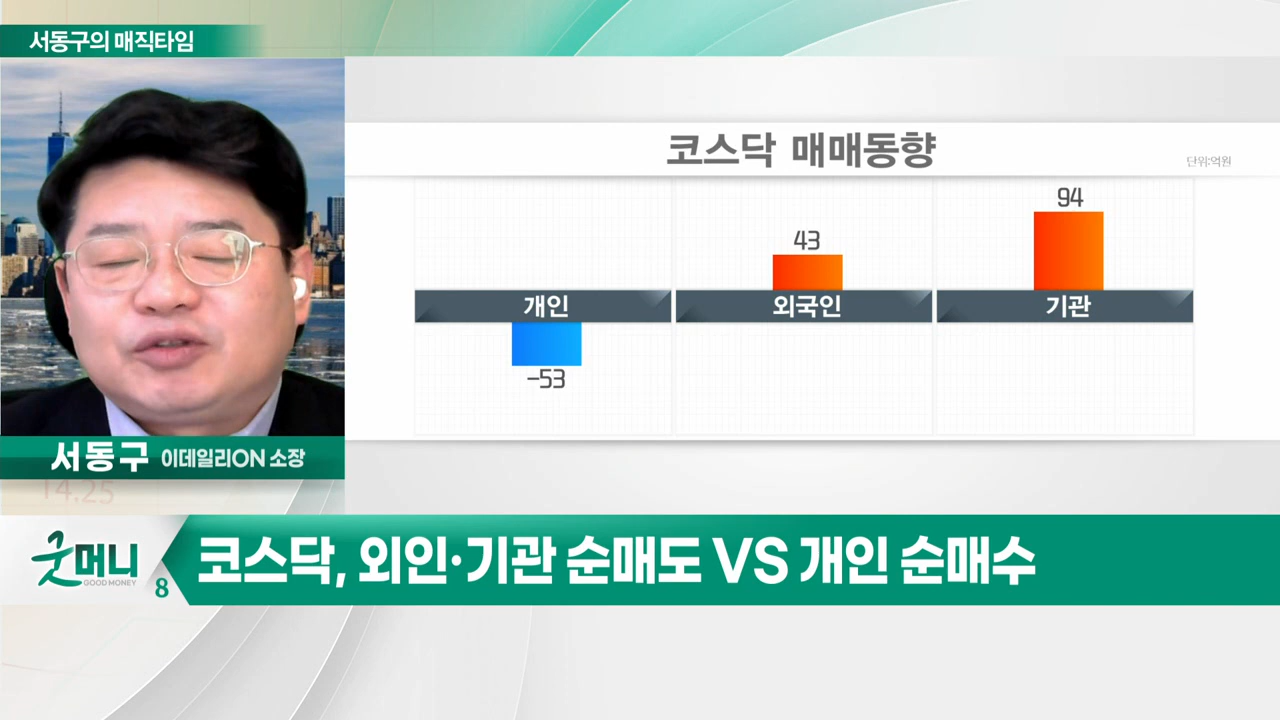 서동구의 매직타임
코스닥 매매동향
단위:억원
94
43
개인
외국인
기관
-53
서동구 이데일리ON 소장
14.25
굿머니
GOOD MONEY
8
코스닥, 외인·기관 순매도 VS 개인 순매수